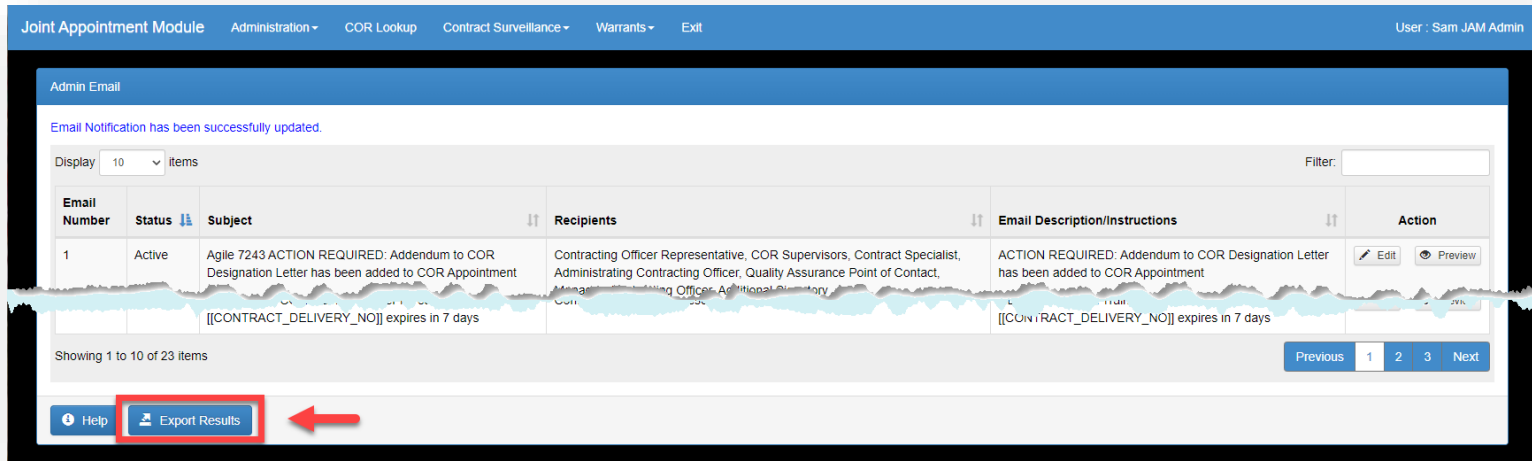 Joint Appointment Module Administration COR Lookup Contract Surveillance Warrants Exit User : Sam JAM Admin
Admin Email
Email Notification has been successfully updated.
Display 10 items Filter:
Email Number Status Subject Recipients Email Description/Instructions Action
1 Active Agile 7243 ACTION REQUIRED: Addendum to COR Contracting Officer Representative, COR Supervisors, Contract Specialist, ACTION REQUIRED: Addendum to COR Designation Letter Edit Preview
Designation Letter has been added to COR Appointment Administrating Contracting Officer, Quality Assurance Point of Contact, has been added to COR Appointment
[[CONTRACT_DELIVERY_NO]] expires in 7 days [[CONTRACT_DELIVERY_NO]] expires in 7 days
Showing 1 to 10 of 23 items Previous 1 2 3 Next
Help Export Results